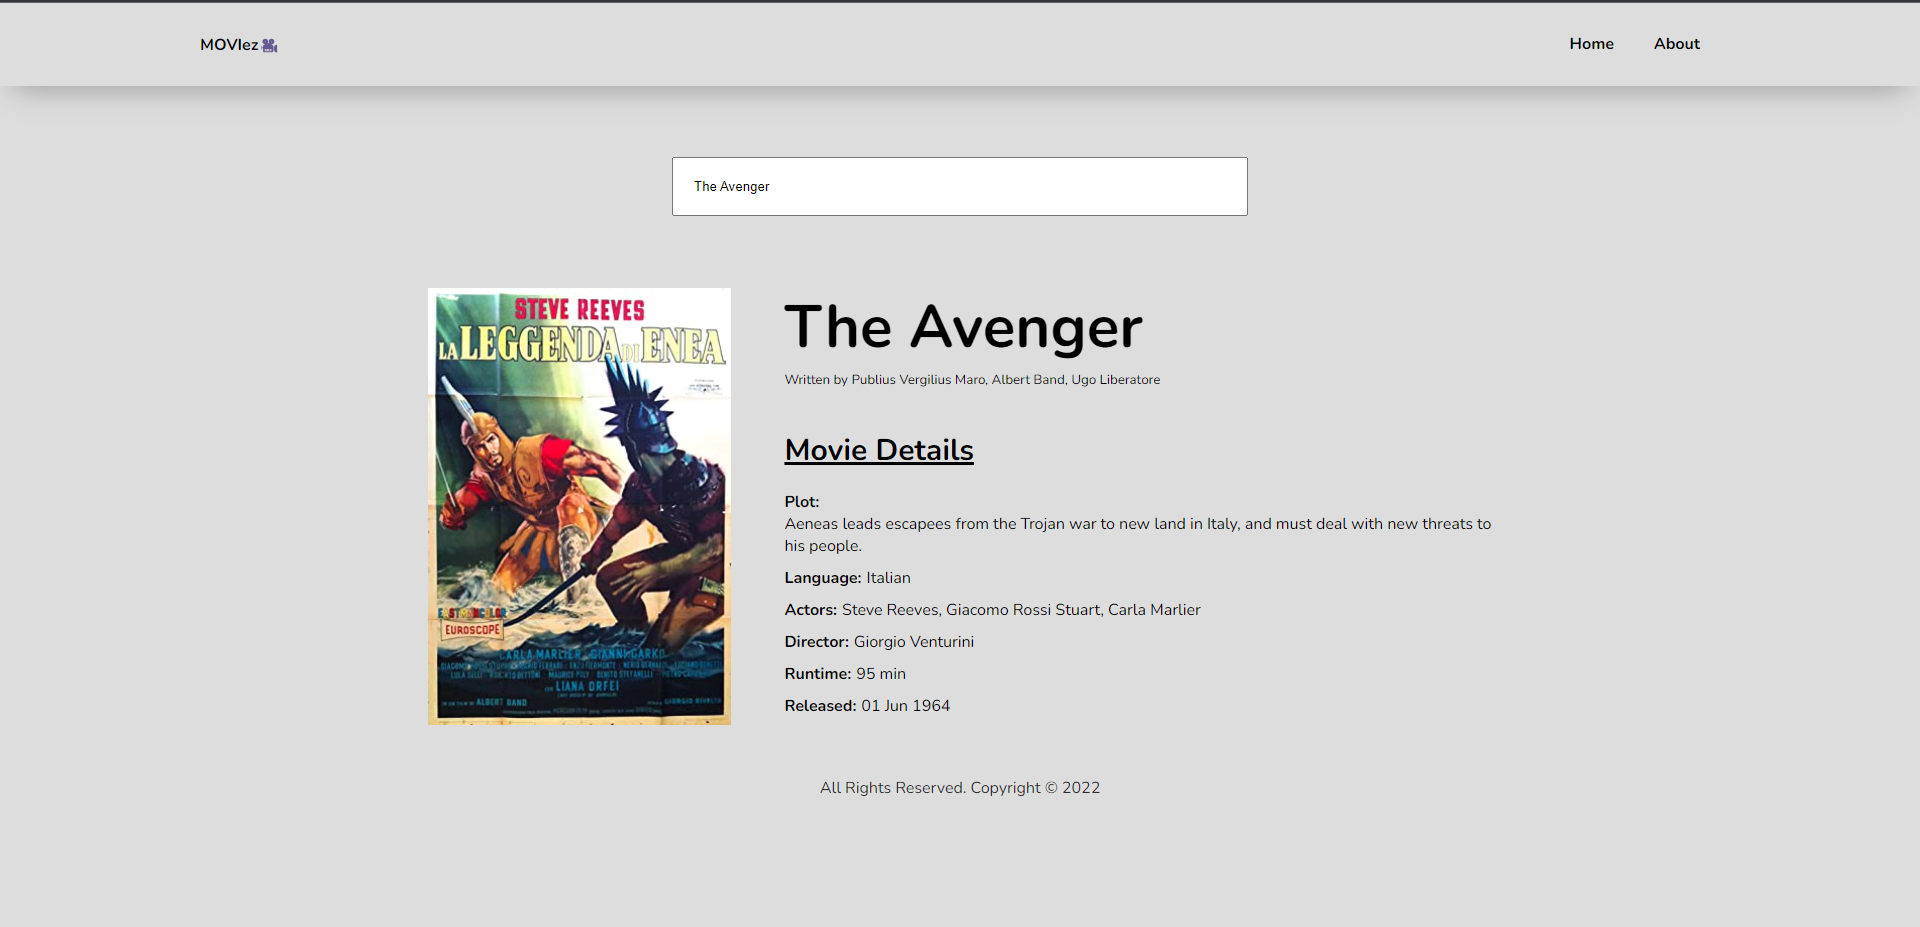 MOVIez
Home
About
The Avenger
STEVE REEVES
LA LEGGENDA DI ENEA
EASTMANCOLOR
EUROSCOPE
CARLA MARLIER · GIANNI GARKO
LIANA ORFEI
ALBERT BAND
The Avenger
Written by Publius Vergilius Maro, Albert Band, Ugo Liberatore
Movie Details
Plot:
Aeneas leads escapees from the Trojan war to new land in Italy, and must deal with new threats to
his people.
Language: Italian
Actors: Steve Reeves, Giacomo Rossi Stuart, Carla Marlier
Director: Giorgio Venturini
Runtime: 95 min
Released: 01 Jun 1964
All Rights Reserved. Copyright © 2022